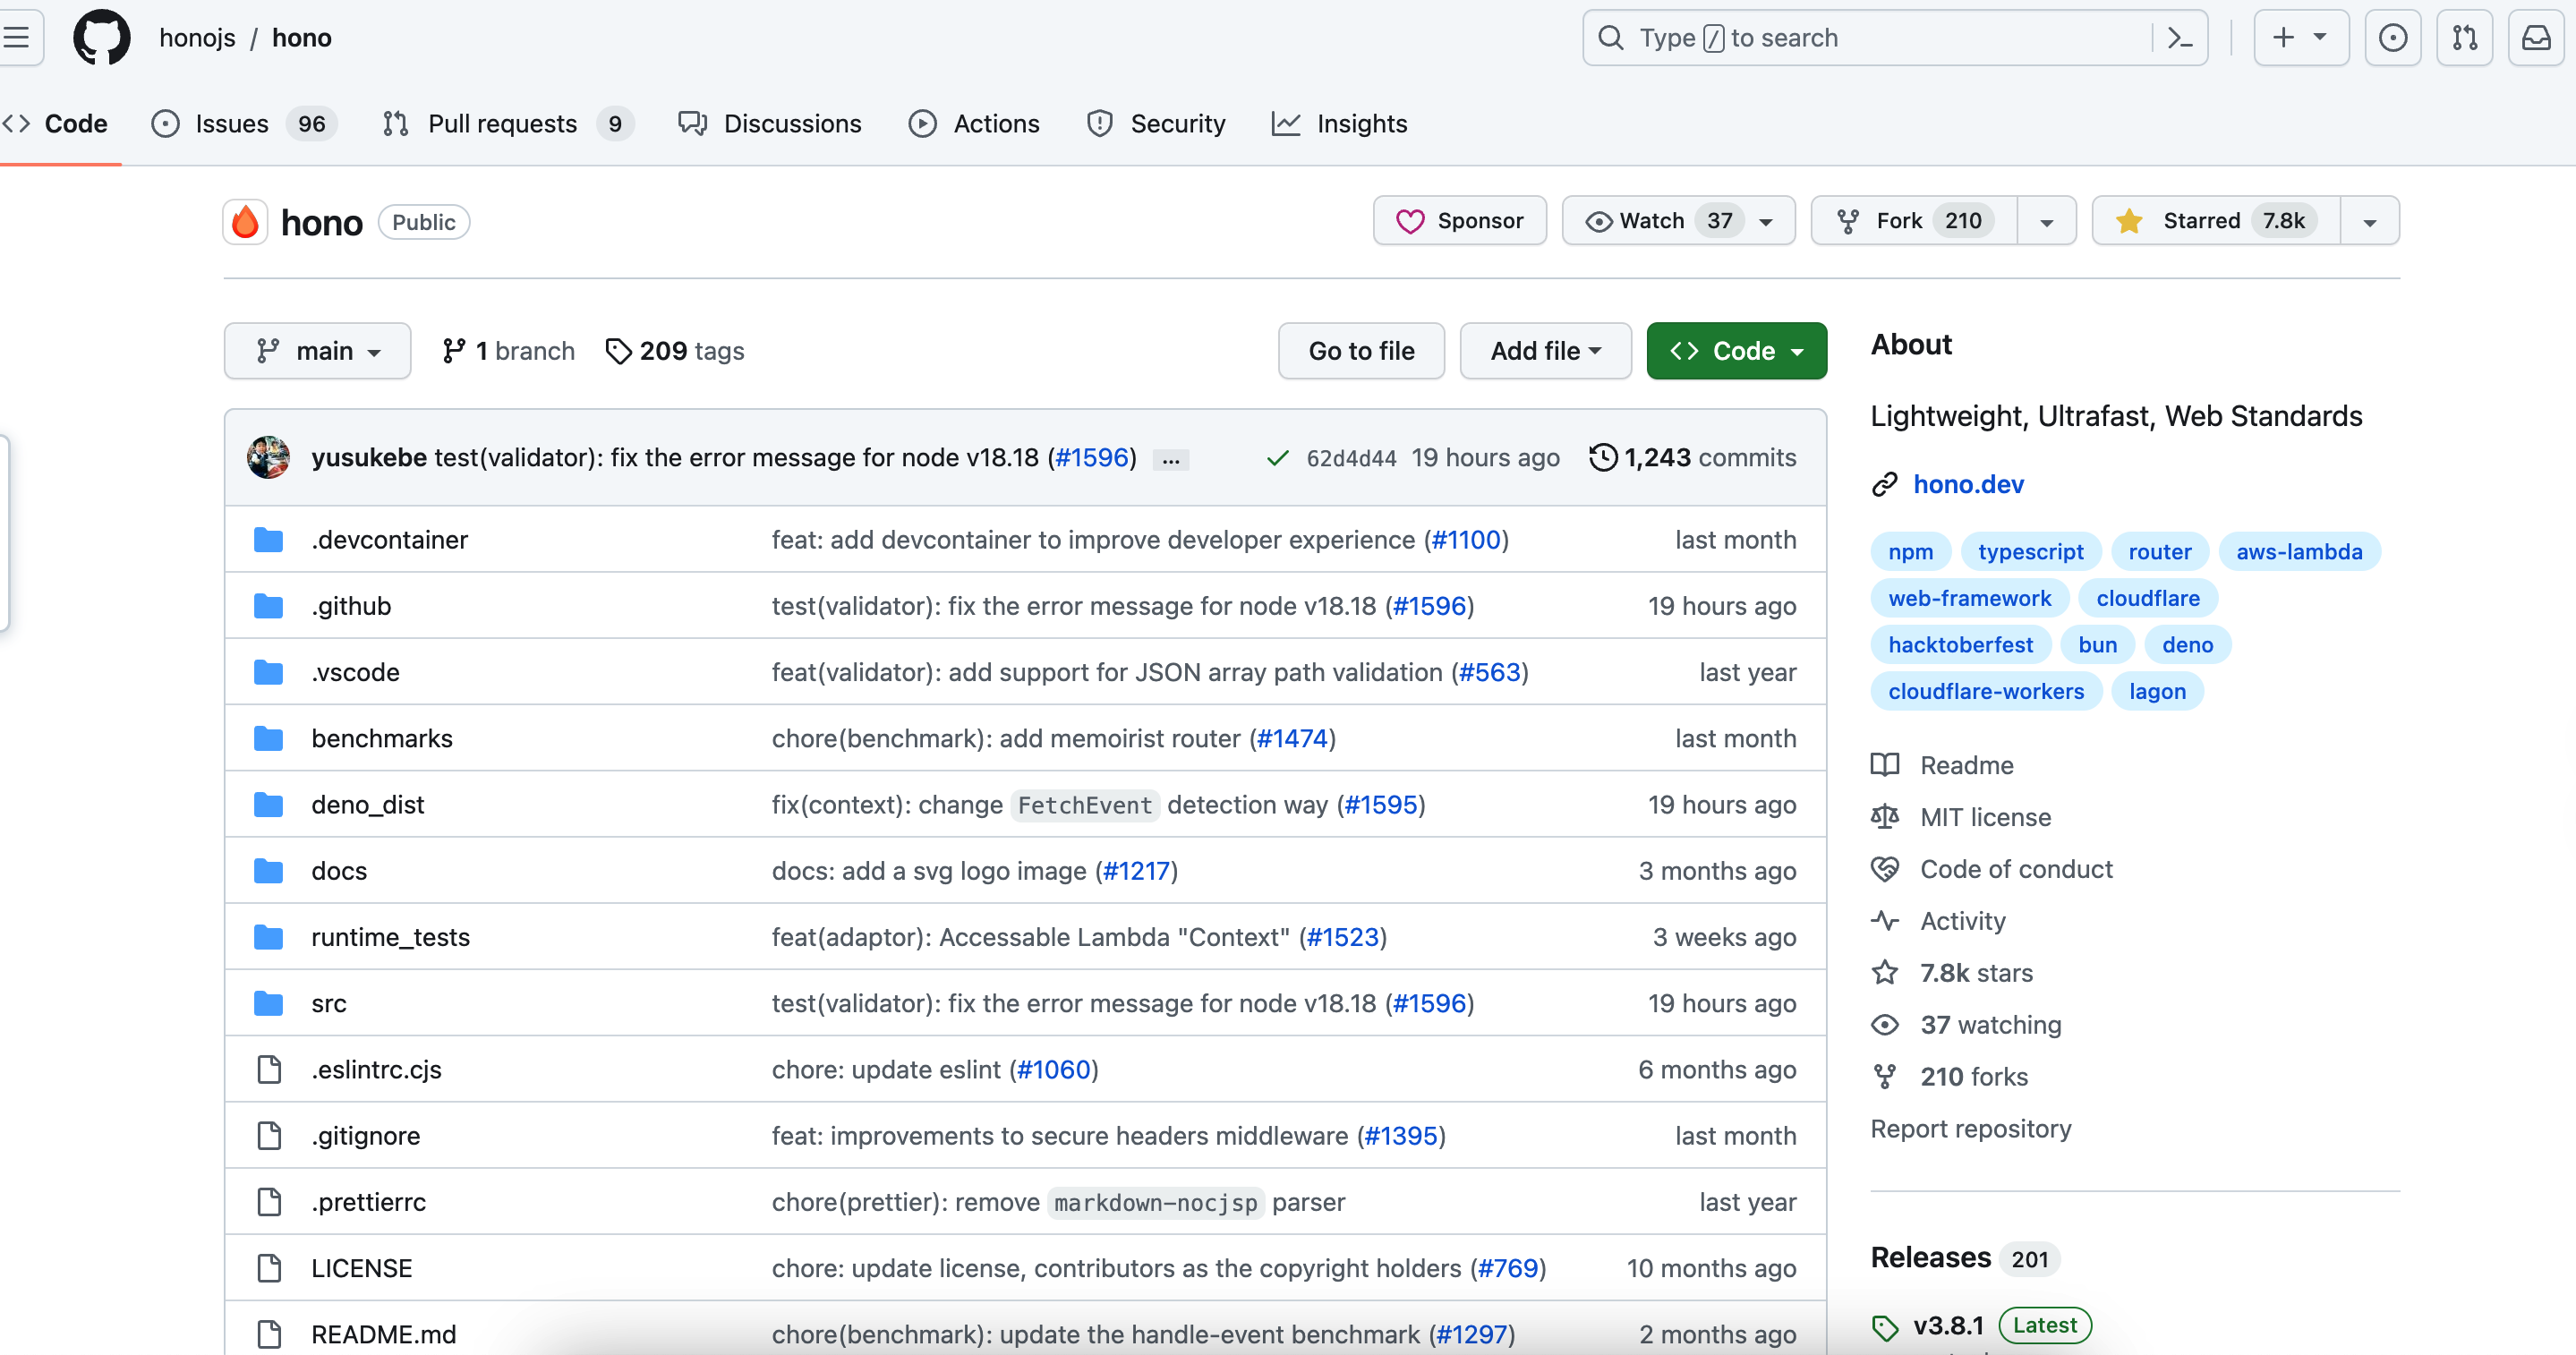 honojs / hono
Type / to search
Code
Issues 96
Pull requests 9
Discussions
Actions
Security
Insights
hono Public
Sponsor
Watch 37
Fork 210
Starred 7.8k
main
1 branch
209 tags
Go to file
Add file
Code
yusukebe test(validator): fix the error message for node v18.18 (#1596) ... 62d4d44 19 hours ago 1,243 commits
.devcontainer feat: add devcontainer to improve developer experience (#1100) last month
.github test(validator): fix the error message for node v18.18 (#1596) 19 hours ago
.vscode feat(validator): add support for JSON array path validation (#563) last year
benchmarks chore(benchmark): add memoirist router (#1474) last month
deno_dist fix(context): change FetchEvent detection way (#1595) 19 hours ago
docs docs: add a svg logo image (#1217) 3 months ago
runtime_tests feat(adaptor): Accessable Lambda "Context" (#1523) 3 weeks ago
src test(validator): fix the error message for node v18.18 (#1596) 19 hours ago
.eslintrc.cjs chore: update eslint (#1060) 6 months ago
.gitignore feat: improvements to secure headers middleware (#1395) last month
.prettierrc chore(prettier): remove markdown-nocjsp parser last year
LICENSE chore: update license, contributors as the copyright holders (#769) 10 months ago
README.md chore(benchmark): update the handle-event benchmark (#1297) 2 months ago
About
Lightweight, Ultrafast, Web Standards
hono.dev
npm typescript router aws-lambda
web-framework cloudflare
hacktoberfest bun deno
cloudflare-workers lagon
Readme
MIT license
Code of conduct
Activity
7.8k stars
37 watching
210 forks
Report repository
Releases 201
v3.8.1 Latest